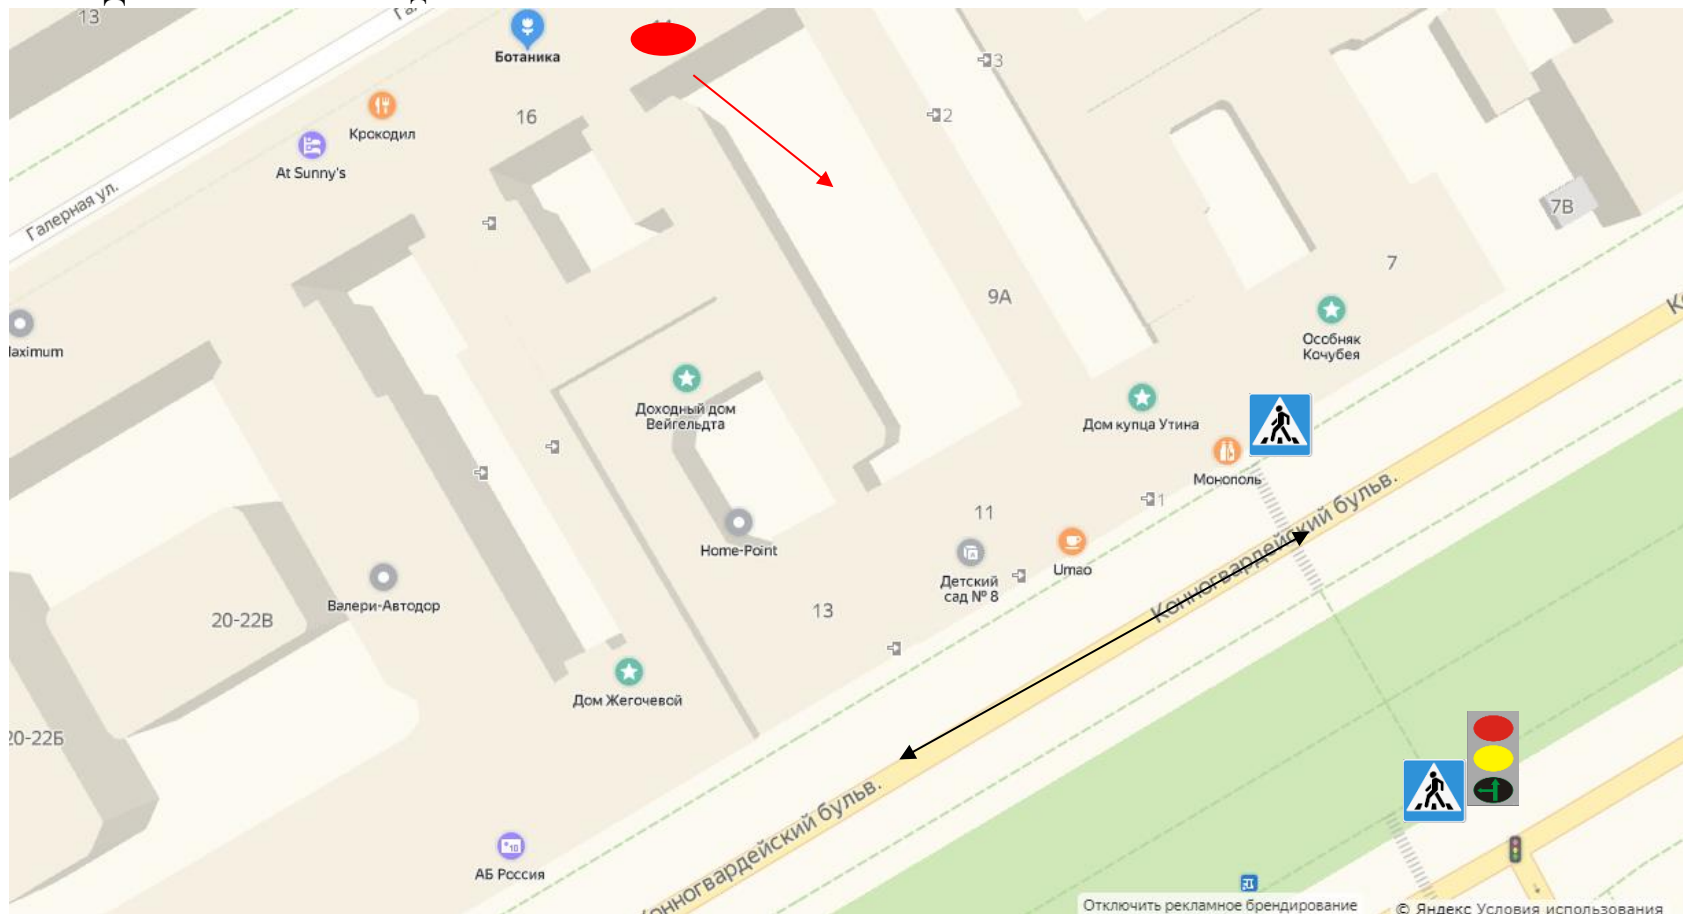 13
Ботаника
Крокодил
16
At Sunny's
Галерная ул.
3
2
7В
7
9А
Особняк
Кочубея
Доходный дом
Вейгельдта
Дом купца Утина
Монополь
1
11
Home-Point
Детский
сад № 8
Umao
Конногвардейский бульв.
Валери-Автодор
20-22В
13
Дом Жегочевой
20-22Б
АБ Россия
Конногвардейский бульв.
Отключить рекламное брендирование
© Яндекс Условия использования